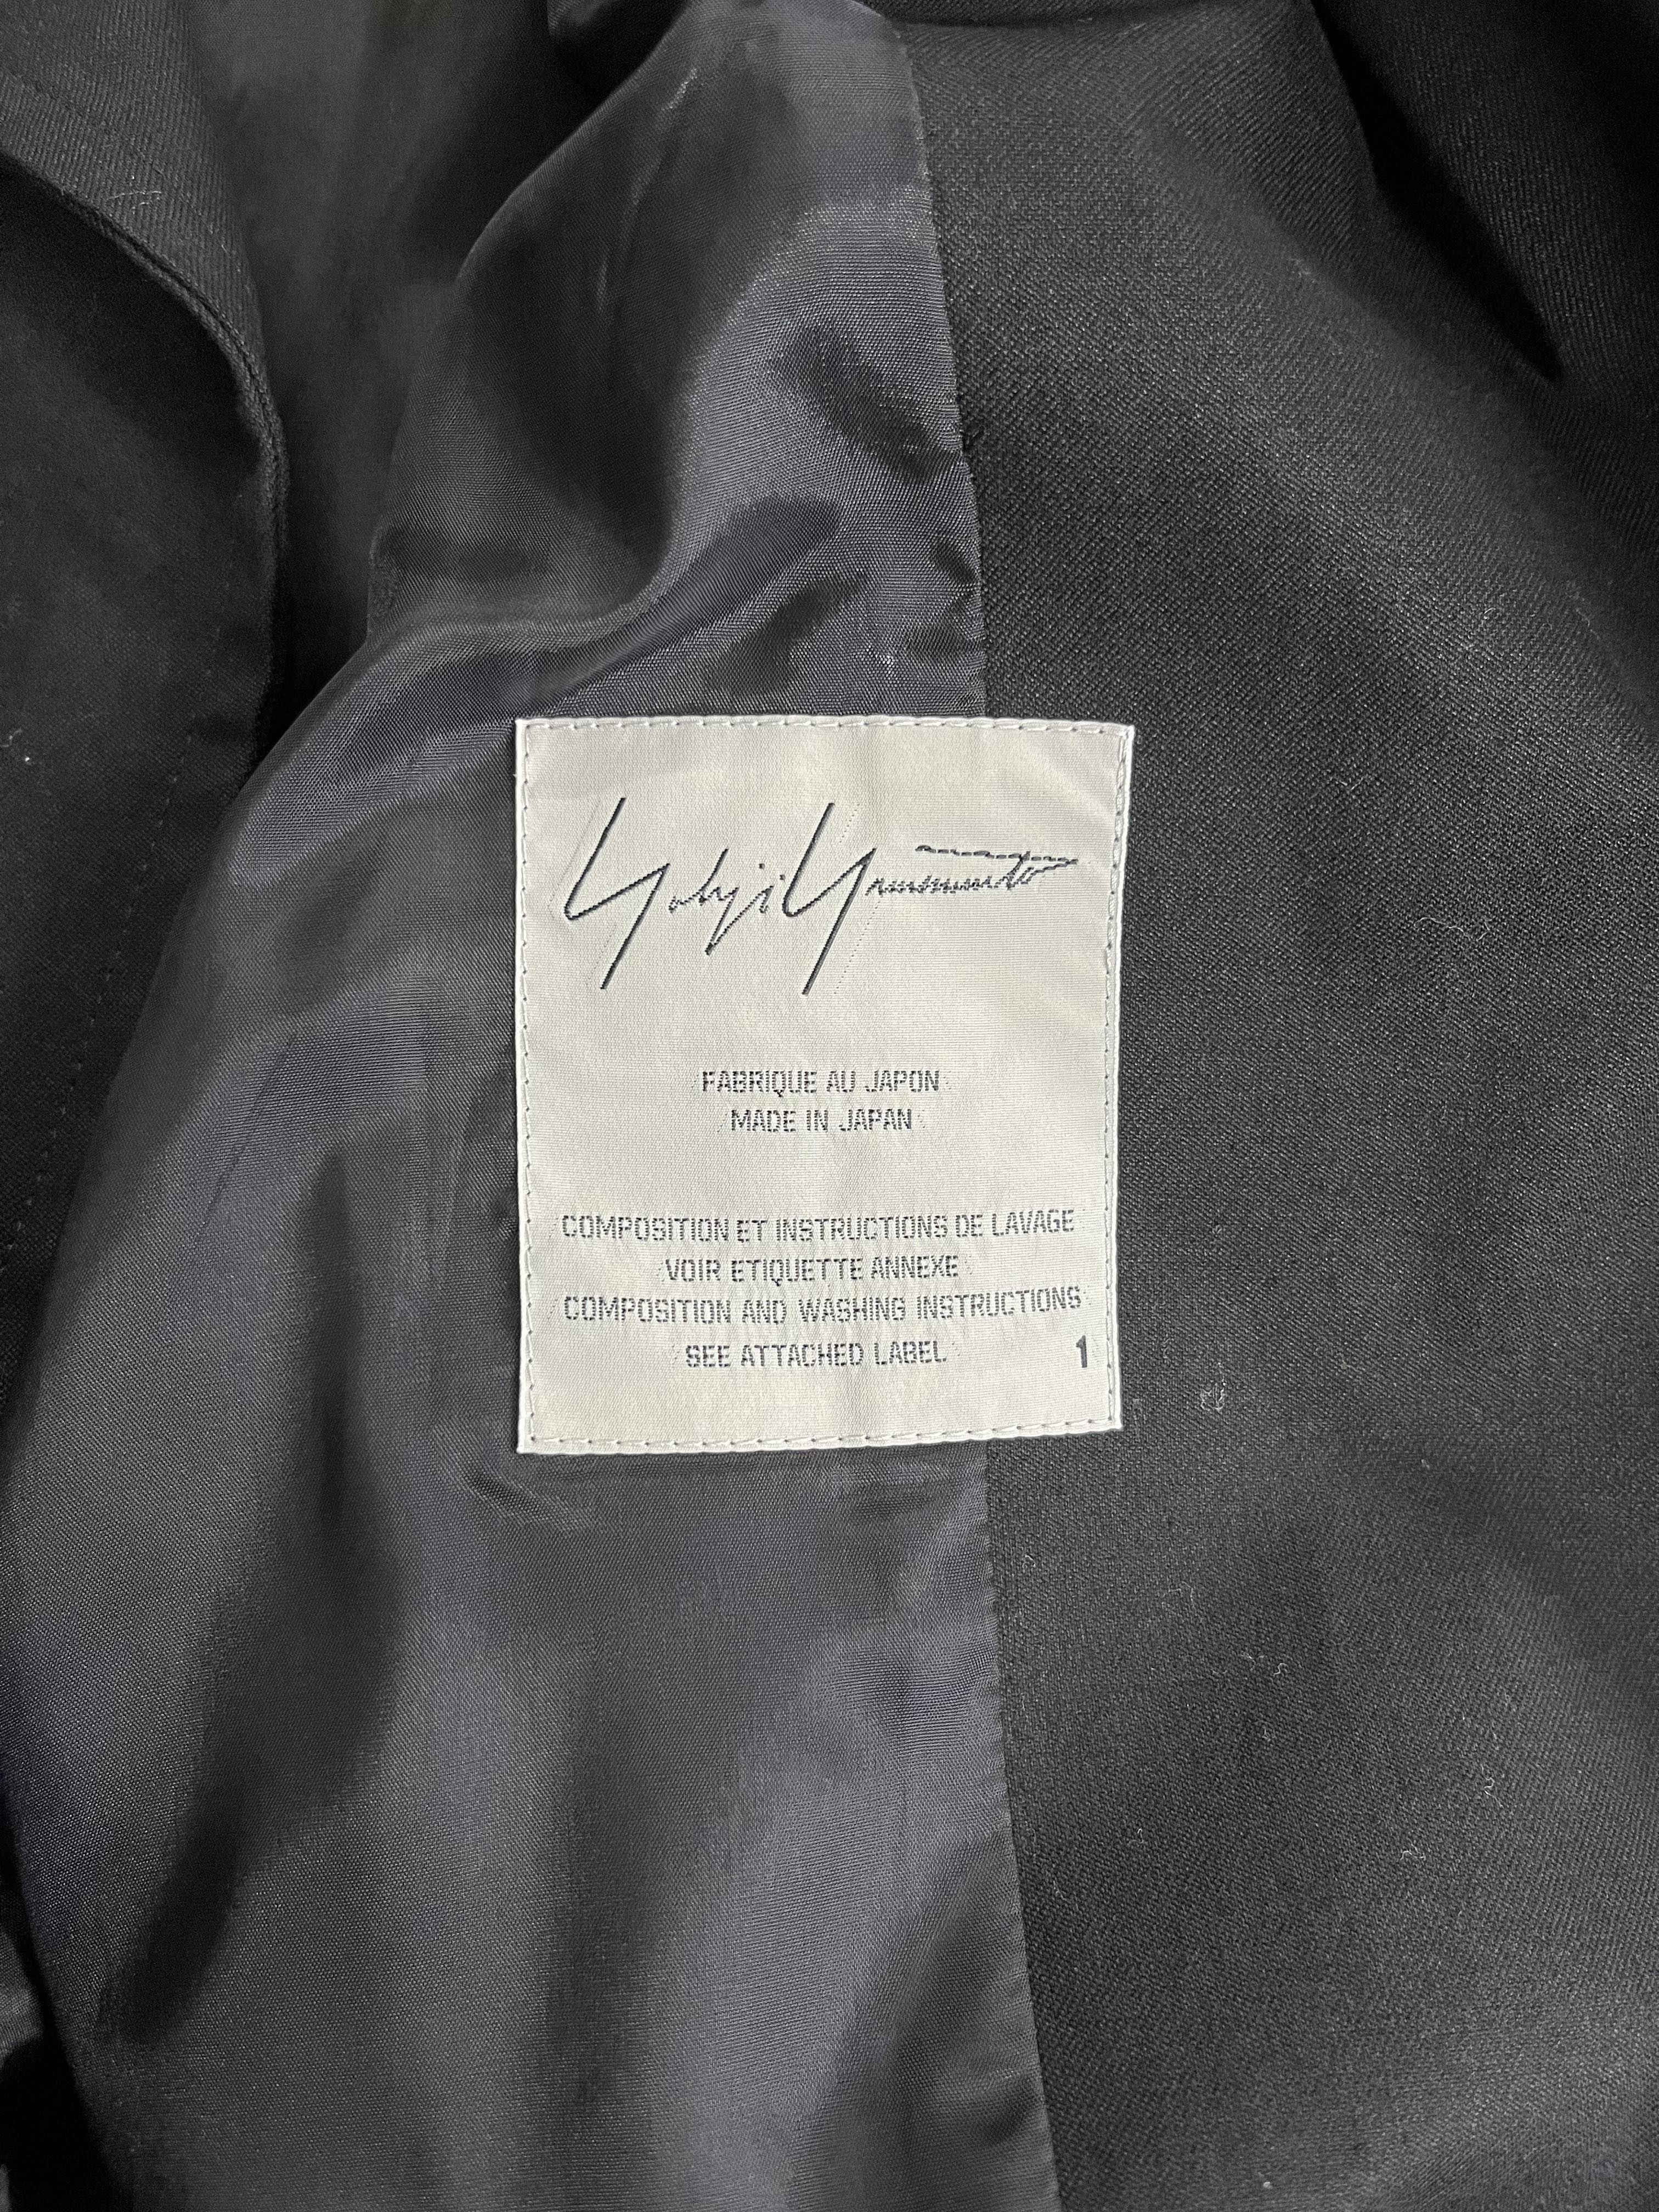 Yohji Yamamoto
FABRIQUE AU JAPON
MADE IN JAPAN
COMPOSITION ET INSTRUCTIONS DE LAVAGE
VOIR ETIQUETTE ANNEXE
COMPOSITION AND WASHING INSTRUCTIONS
SEE ATTACHED LABEL 1